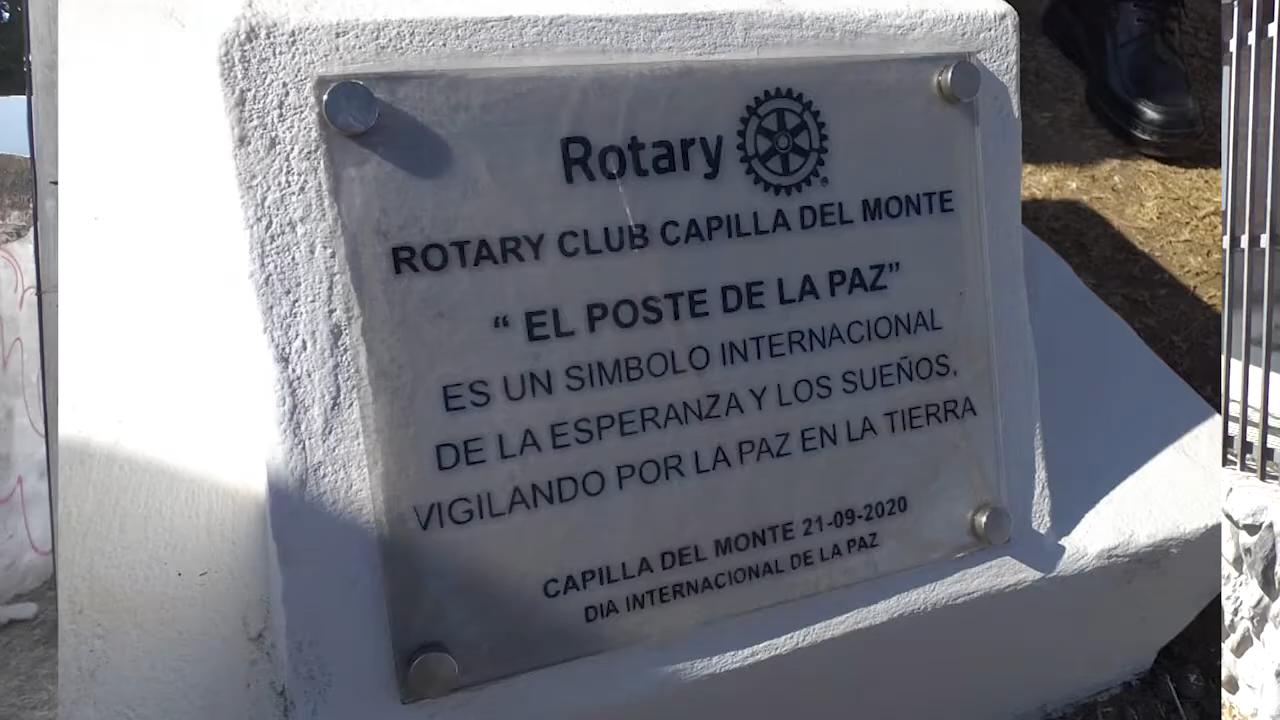 Rotary
ROTARY CLUB CAPILLA DEL MONTE
“ EL POSTE DE LA PAZ”
ES UN SIMBOLO INTERNACIONAL
DE LA ESPERANZA Y LOS SUEÑOS,
VIGILANDO POR LA PAZ EN LA TIERRA
CAPILLA DEL MONTE 21-09-2020
DIA INTERNACIONAL DE LA PAZ